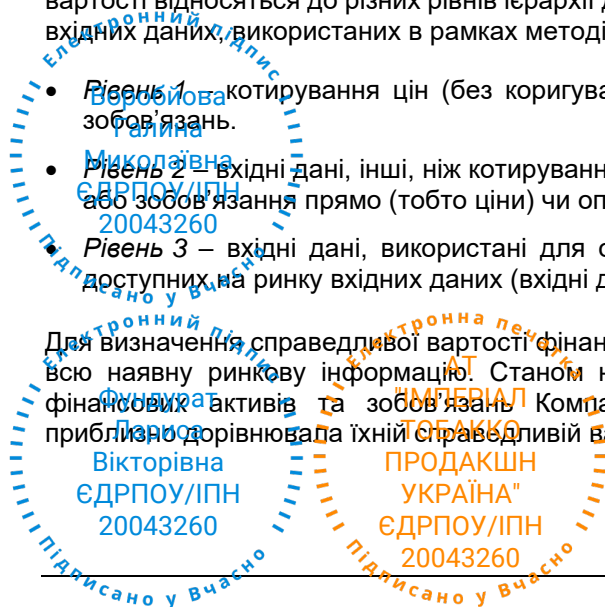 вартості відносяться до різних рівнів ієрархії
вхідних даних, використаних в рамках методі
• Рівень 1 – котирування цін (без коригува
зобов'язань.
• Рівень 2 – вхідні дані, інші, ніж котируванн
або зобов'язання прямо (тобто ціни) чи оп
• Рівень 3 – вхідні дані, використані для о
доступних на ринку вхідних даних (вхідні д
Для визначення справедливої вартості фінан
всю наявну ринкову інформацію. Станом н
фінансових активів та зобов'язань Компа
приблизно дорівнювала їхній справедливій ва
Електронний підпис
Воробйова
Галина
Миколаївна
ЄДРПОУ/ІПН
20043260
Підписано у Вчасно
Електронний підпис
Фундурат
Лариса
Вікторівна
ЄДРПОУ/ІПН
20043260
Підписано у Вчасно
Електронна печатка
АТ
"ІМПЕРІАЛ
ТОБАККО
ПРОДАКШН
УКРАЇНА"
ЄДРПОУ/ІПН
20043260
Підписано у Вчасно